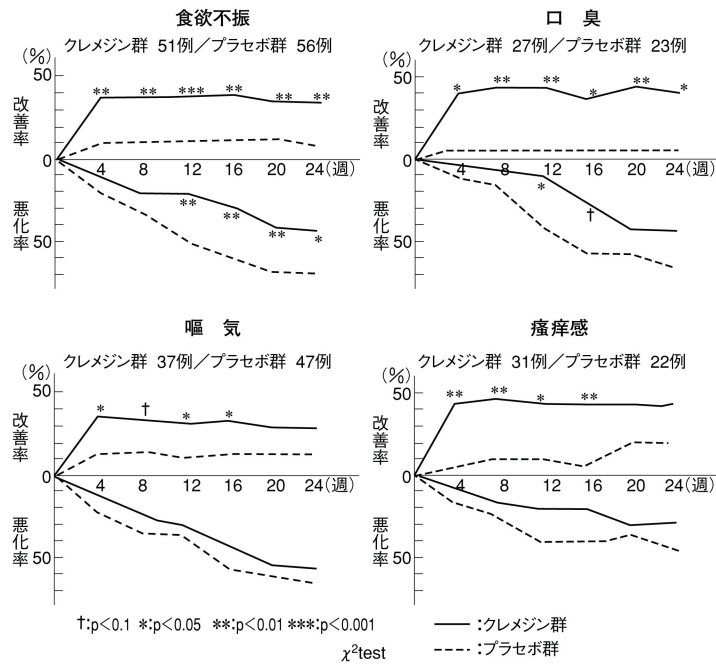 食欲不振
クレメジン群 51例／プラセボ群 56例
(%)
50
改善率
** ** *** ** ** **
0
4 8 12 16 20 24(週)
悪化率
** ** ** *
50
口 臭
クレメジン群 27例／プラセボ群 23例
(%)
50
改善率
* ** ** * ** *
0
4 8 12 16 20 24(週)
悪化率
* †
50
嘔 気
クレメジン群 37例／プラセボ群 47例
(%)
50
改善率
* † * *
0
4 8 12 16 20 24(週)
悪化率
50
瘙痒感
クレメジン群 31例／プラセボ群 22例
(%)
50
改善率
** ** * **
0
4 8 12 16 20 24(週)
悪化率
50
†:p<0.1 *:p<0.05 **:p<0.01 ***:p<0.001
χ²test
:クレメジン群
:プラセボ群